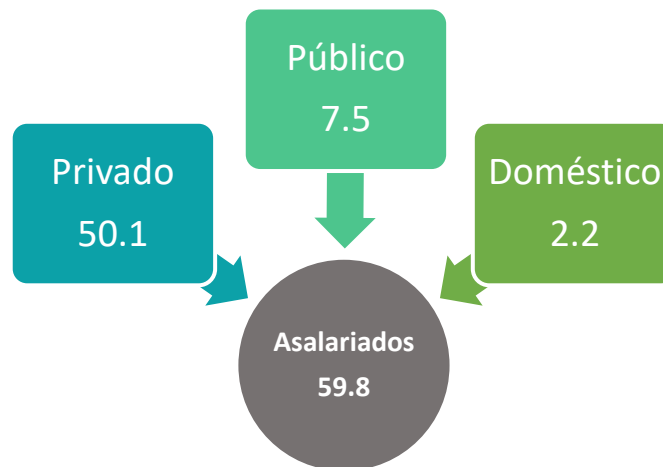 Público
7.5
Privado
50.1
Doméstico
2.2
Asalariados
59.8